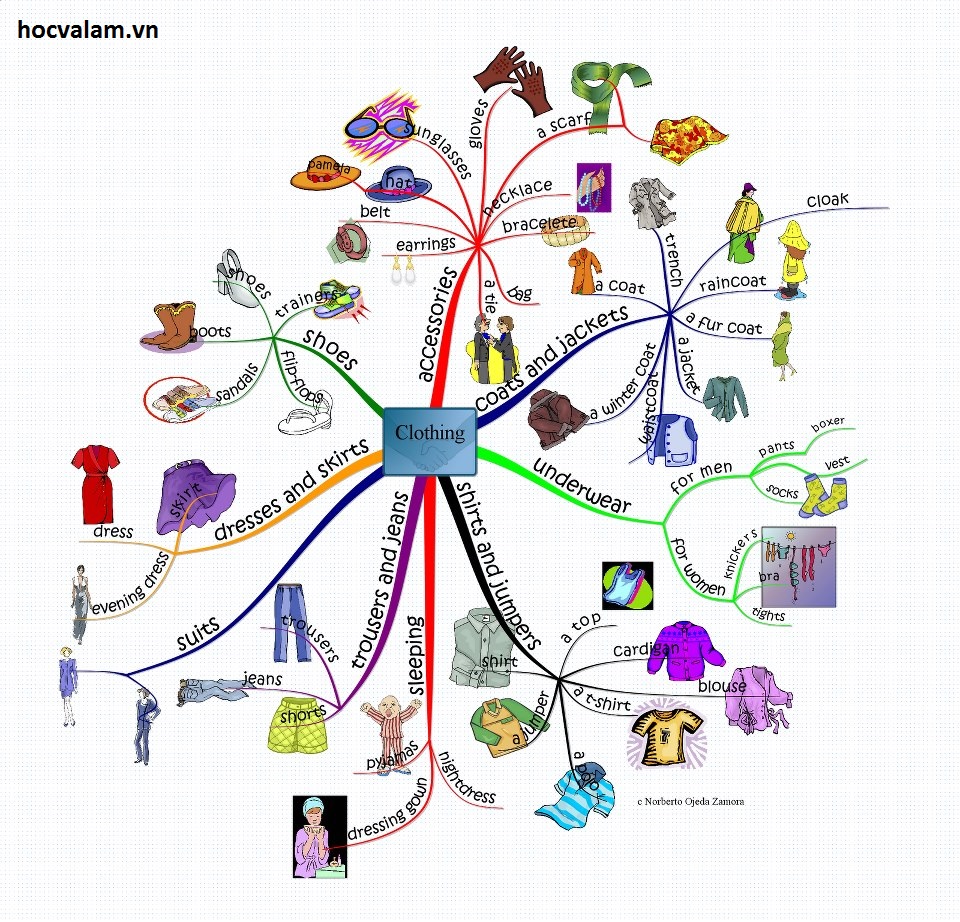 hocvalam.vn
Clothing
accessories
pamela
hat
sunglasses
gloves
a scarf
necklace
bracelete
belt
earrings
a tie
bag
coats and jackets
trench
cloak
raincoat
a coat
a fur coat
a jacket
a winter coat
waistcoat
underwear
for men
pants
boxer
vest
socks
for women
knickers
bra
tights
shirts and jumpers
a top
cardigan
shirt
blouse
a t-shirt
a jumper
a polo
sleeping
pyjamas
nightdress
dressing gown
trousers and jeans
trousers
jeans
shorts
suits
dresses and skirts
skirt
dress
evening dress
shoes
shoes
trainers
boots
sandals
flip-flops
c Norberto Ojeda Zamora